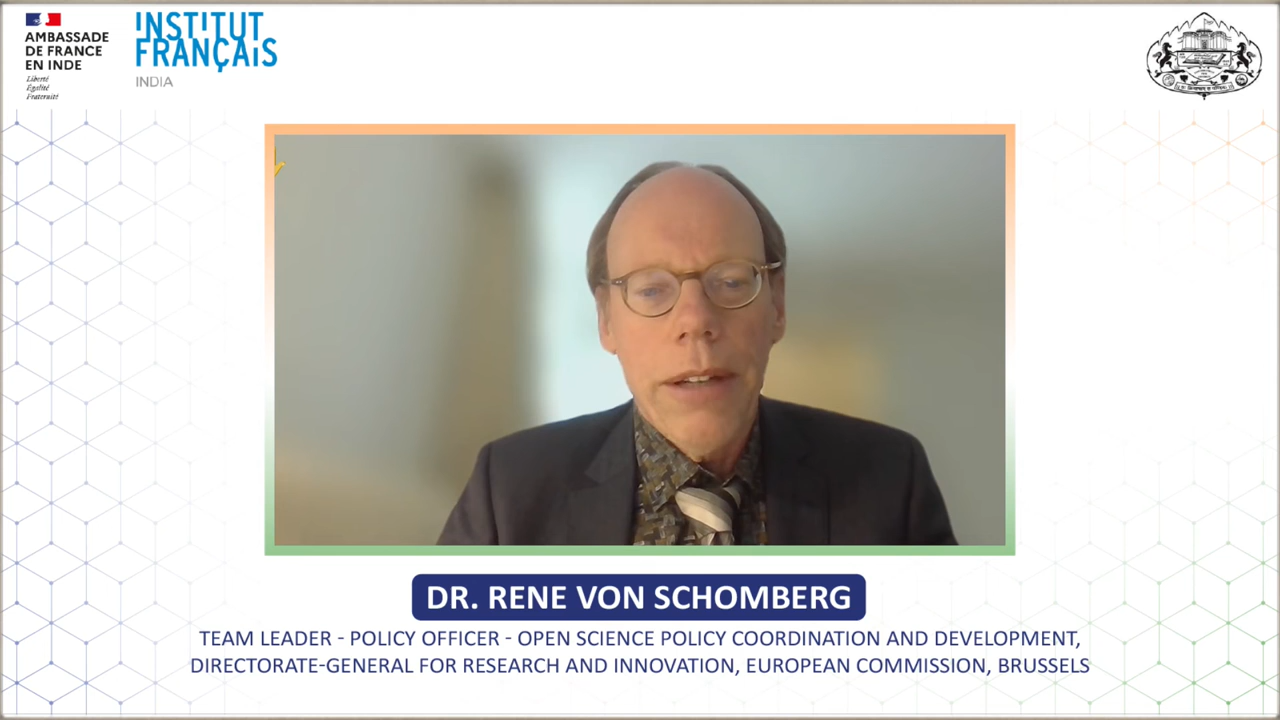 AMBASSADE
DE FRANCE
EN INDE
Liberté
Égalité
Fraternité
INSTITUT
FRANÇAIS
INDIA
DR. RENE VON SCHOMBERG
TEAM LEADER - POLICY OFFICER - OPEN SCIENCE POLICY COORDINATION AND DEVELOPMENT,
DIRECTORATE-GENERAL FOR RESEARCH AND INNOVATION, EUROPEAN COMMISSION, BRUSSELS